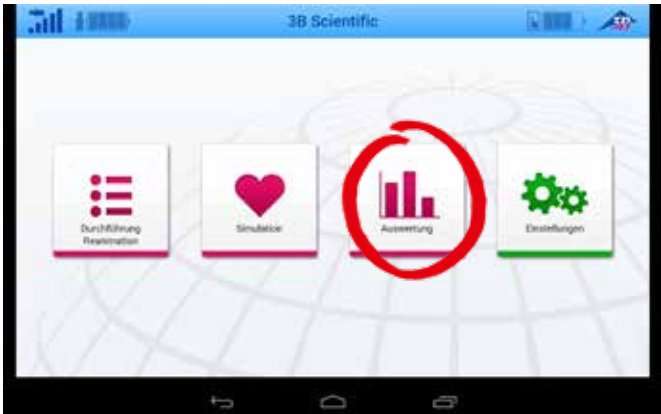 3B Scientific
Durchführung
Reanimation
Simulation
Auswertung
Einstellungen